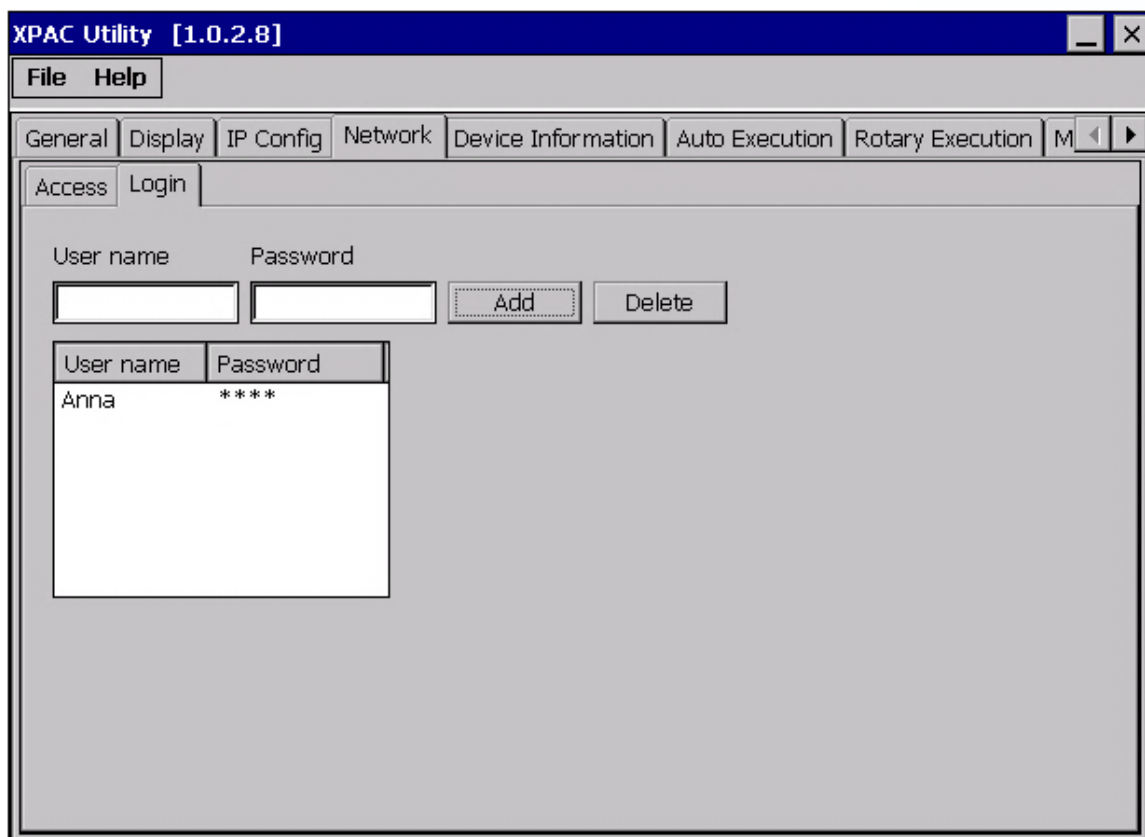 XPAC Utility [1.0.2.8]
File Help
General Display IP Config Network Device Information Auto Execution Rotary Execution M
Access Login
User name Password
Add Delete
User name Password
Anna ****